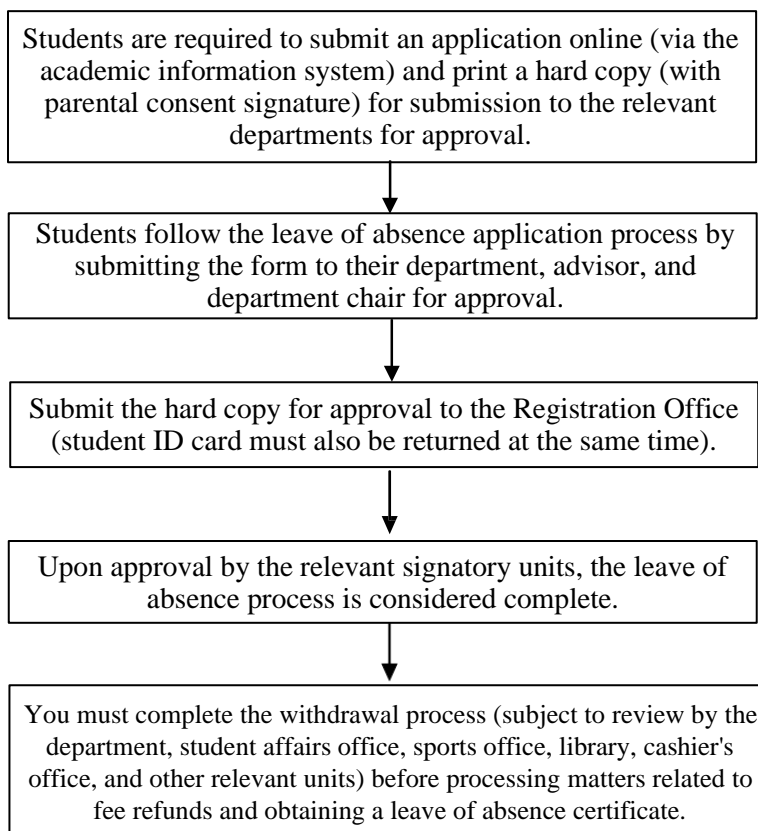 Students are required to submit an application online (via the
academic information system) and print a hard copy (with
parental consent signature) for submission to the relevant
departments for approval.
Students follow the leave of absence application process by
submitting the form to their department, advisor, and
department chair for approval.
Submit the hard copy for approval to the Registration Office
(student ID card must also be returned at the same time).
Upon approval by the relevant signatory units, the leave of
absence process is considered complete.
You must complete the withdrawal process (subject to review by the
department, student affairs office, sports office, library, cashier's
office, and other relevant units) before processing matters related to
fee refunds and obtaining a leave of absence certificate.